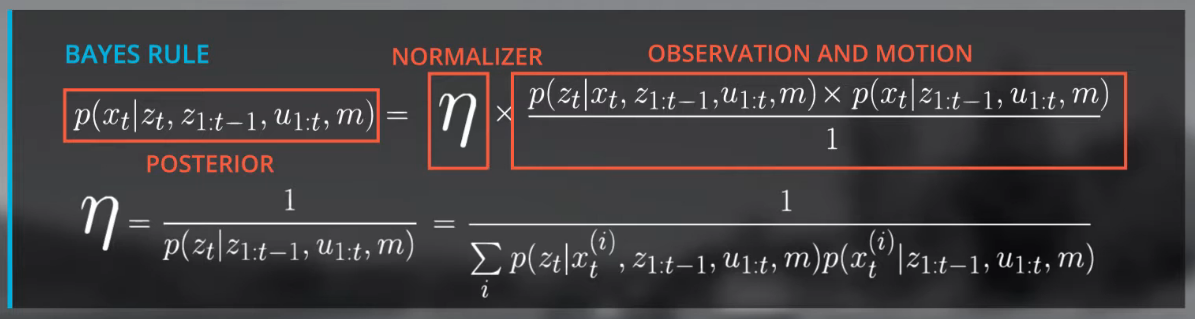 BAYES RULE NORMALIZER OBSERVATION AND MOTION
p(x_t|z_t, z_{1:t−1}, u_{1:t}, m) = η × p(z_t|x_t, z_{1:t−1},u_{1:t},m) × p(x_t|z_{1:t−1}, u_{1:t}, m) / 1
POSTERIOR
η = 1 / p(z_t|z_{1:t−1}, u_{1:t}, m) = 1 / ∑_i p(z_t|x_t^{(i)}, z_{1:t−1}, u_{1:t}, m)p(x_t^{(i)}|z_{1:t−1}, u_{1:t}, m)